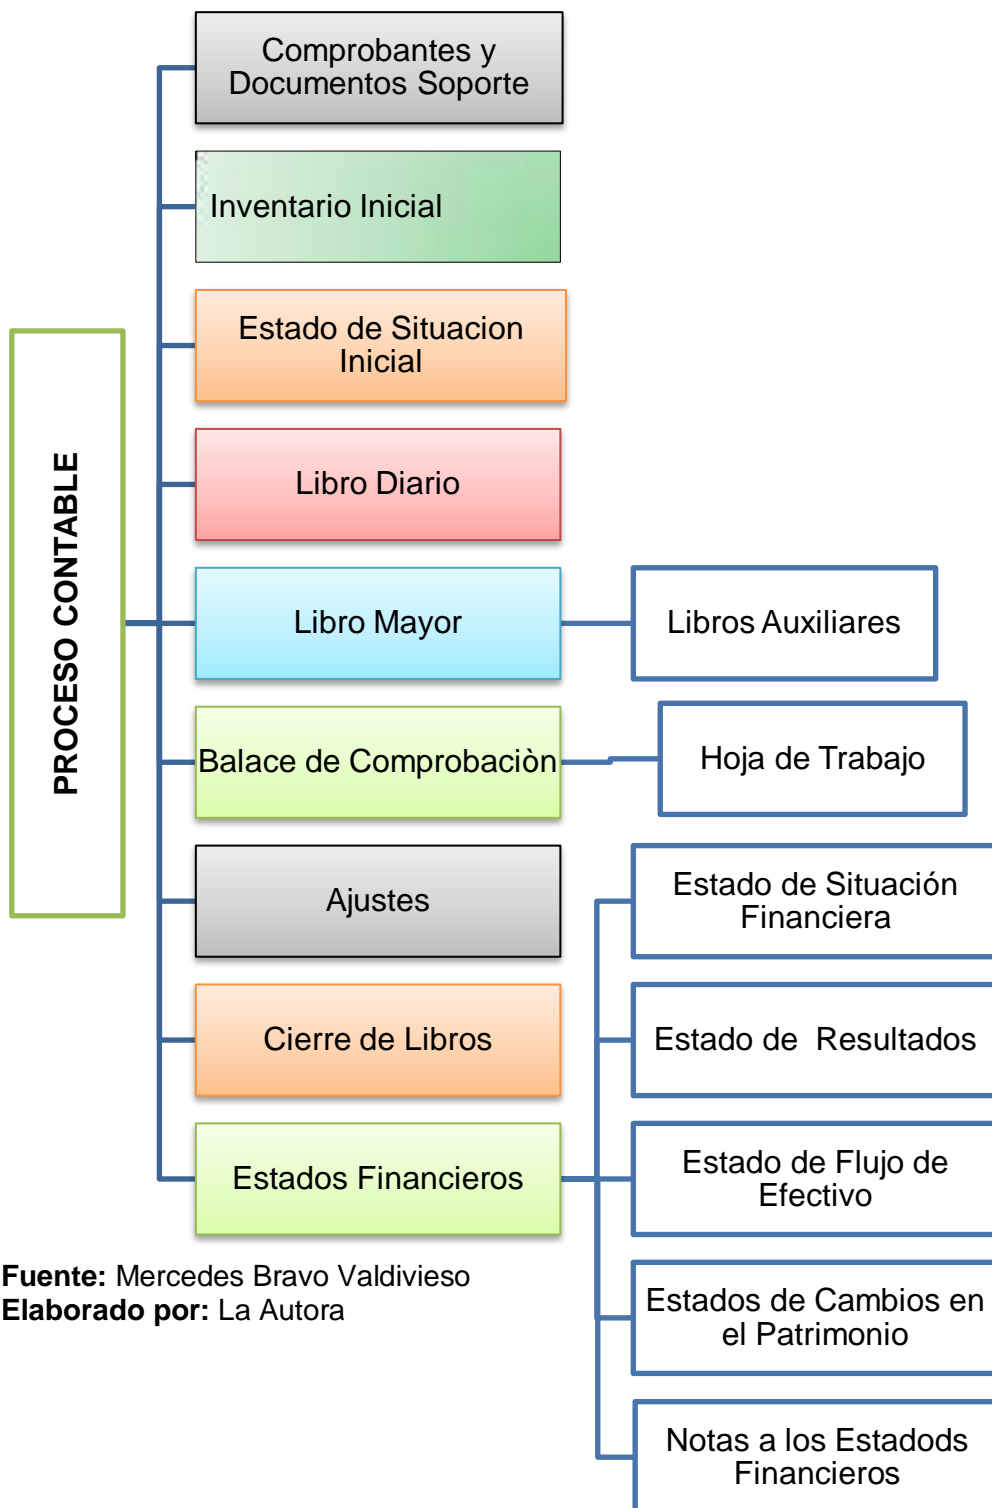 PROCESO CONTABLE
Comprobantes y
Documentos Soporte
Inventario Inicial
Estado de Situacion
Inicial
Libro Diario
Libro Mayor
Libros Auxiliares
Balace de Comprobaciòn
Hoja de Trabajo
Ajustes
Cierre de Libros
Estados Financieros
Estado de Situación
Financiera
Estado de  Resultados
Estado de Flujo de
Efectivo
Estados de Cambios en
el Patrimonio
Notas a los Estadods
Financieros
Fuente: Mercedes Bravo Valdivieso
Elaborado por: La Autora